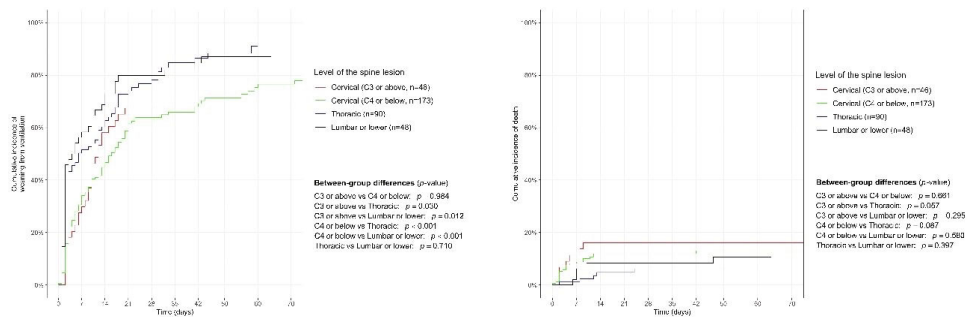 100%
80%
60%
40%
20%
0%
Cumulative incidence of
weaning from ventilation
0 7 14 21 28 35 42 49 56 63 70
Time (days)
Level of the spine lesion
Cervical (C3 or above, n=48)
Cervical (C4 or below, n=173)
Thoracic (n=90)
Lumbar or lower (n=48)
Between-group differences (p-value)
C3 or above vs C4 or below: p 0.984
C3 or above vs Thoracic: p = 0.030
C3 or above vs Lumbar or lower: p = 0.012
C4 or below vs Thoracic: p < 0.001
C4 or below vs Lumbar or lower: p < 0.001
Thoracic vs Lumbar or lower: p = 0.710
100%
80%
60%
40%
20%
0%
Cumulative incidence of death
0 7 14 21 28 35 42 49 56 63 70
Time (days)
Level of the spine lesion
Cervical (C3 or above, n=46)
Cervical (C4 or below, n=173)
Thoracic (n=90)
Lumbar or lower (n=48)
Between-group differences (p-value)
C3 or above vs C4 or below: p = 0.661
C3 or above vs Thoracic: p = 0.057
C3 or above vs Lumbar or lower: p = 0.295
C4 or below vs Thoracic: p = 0.087
C4 or below vs Lumbar or lower: p = 0.580
Thoracic vs Lumbar or lower: p = 0.397